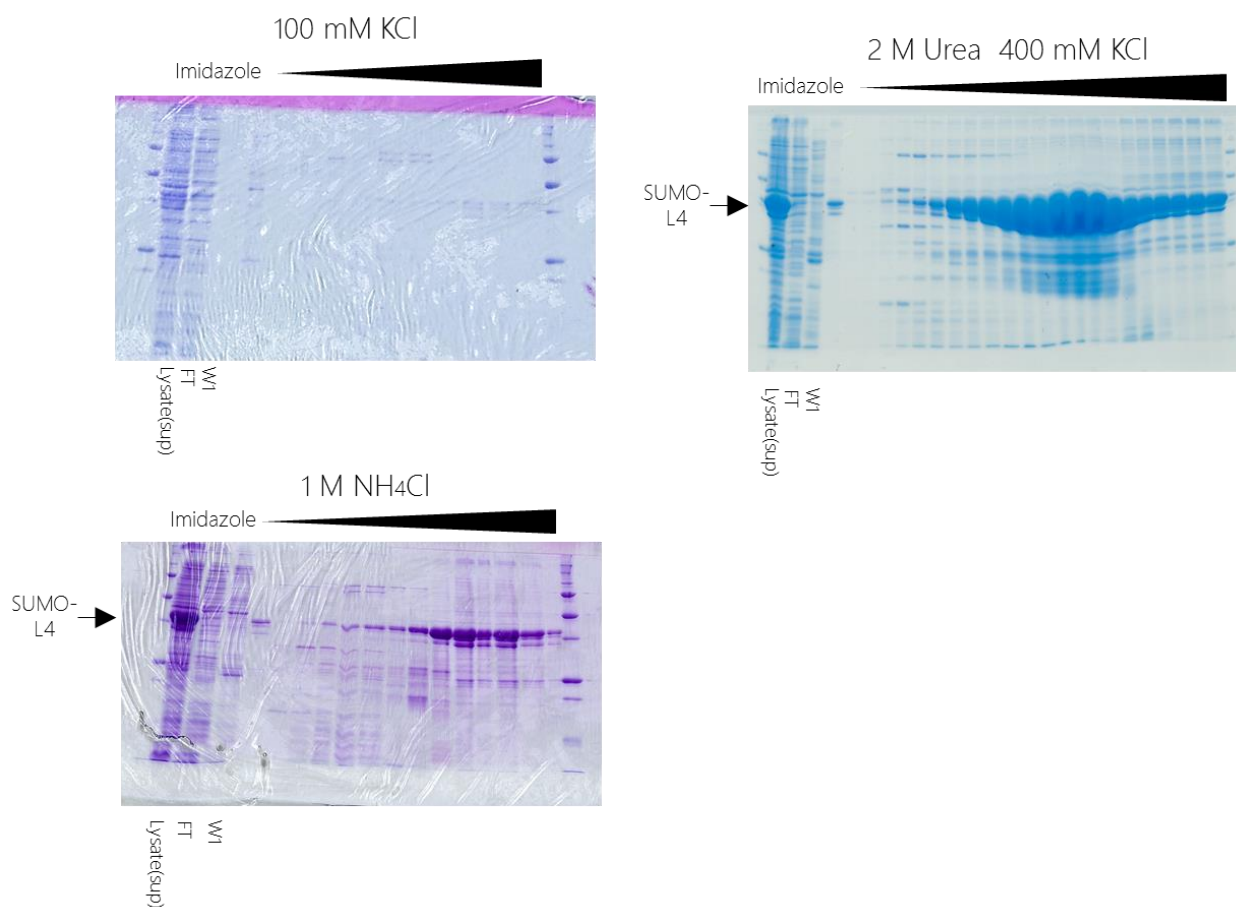 100 mM KCl
Imidazole
Lysate(sup)
FT
W1
2 M Urea 400 mM KCl
Imidazole
SUMO-
L4
Lysate(sup)
FT
W1
1 M NH₄Cl
Imidazole
SUMO-
L4
Lysate(sup)
FT
W1